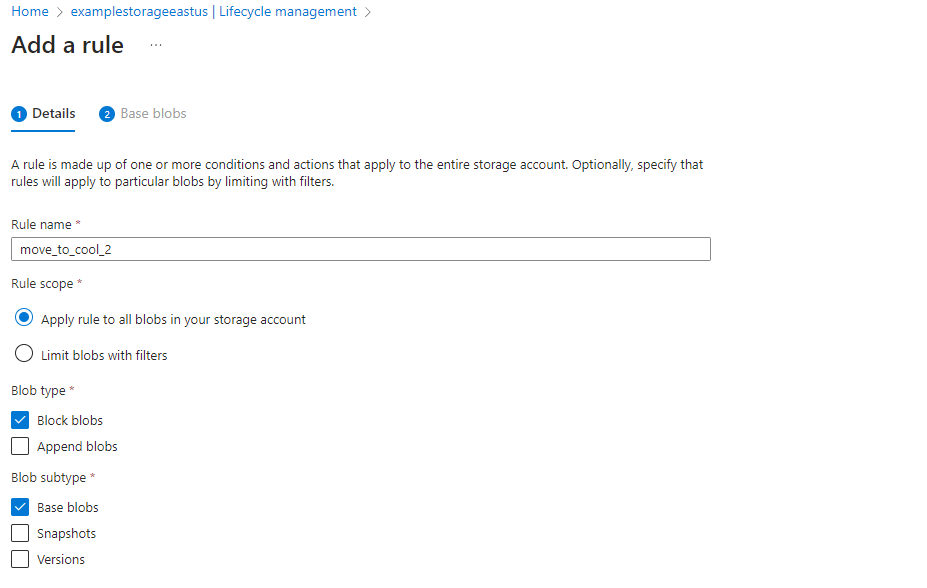 Home > examplestorageeastus | Lifecycle management >
Add a rule ...
1 Details 2 Base blobs
A rule is made up of one or more conditions and actions that apply to the entire storage account. Optionally, specify that
rules will apply to particular blobs by limiting with filters.
Rule name *
move_to_cool_2
Rule scope *
Apply rule to all blobs in your storage account
Limit blobs with filters
Blob type *
Block blobs
Append blobs
Blob subtype *
Base blobs
Snapshots
Versions